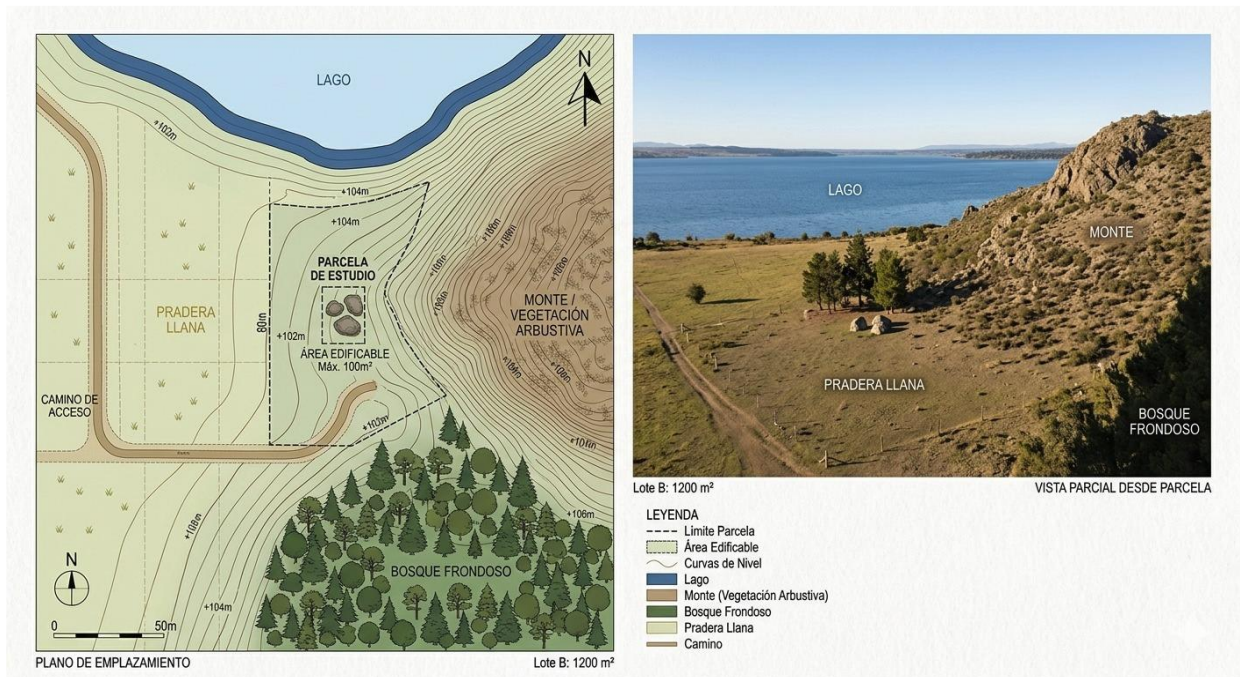 LAGO
N
+102m
+104m
+104m
PARCELA
DE ESTUDIO
PRADERA
LLANA
60m
+102m
ÁREA EDIFICABLE
Máx. 100m²
MONTE /
VEGETACIÓN
ARBUSTIVA
CAMINO DE
ACCESO
+103m
+106m
BOSQUE FRONDOSO
N
+104m
0
50m
PLANO DE EMPLAZAMIENTO
Lote B: 1200 m²
LAGO
MONTE
PRADERA LLANA
BOSQUE
FRONDOSO
Lote B: 1200 m²
VISTA PARCIAL DESDE PARCELA
LEYENDA
Límite Parcela
Área Edificable
Curvas de Nivel
Lago
Monte (Vegetación Arbustiva)
Bosque Frondoso
Pradera Llana
Camino